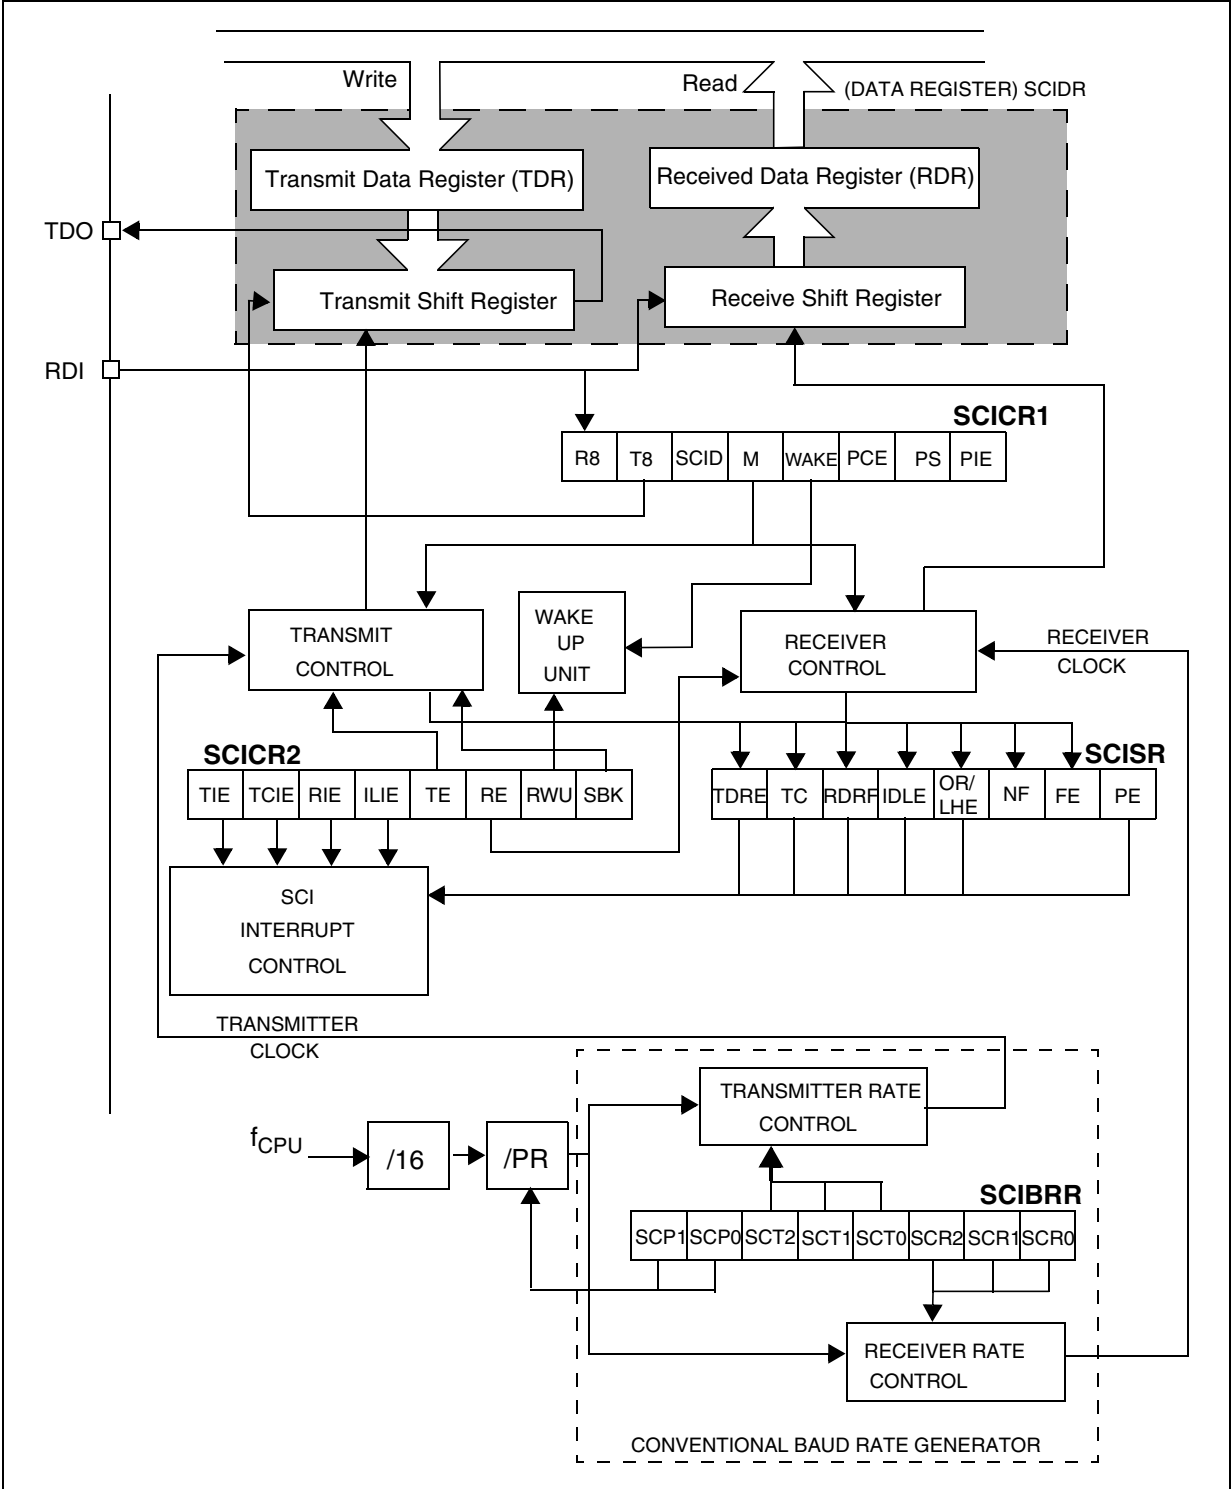 Write
Read
(DATA REGISTER) SCIDR
Transmit Data Register (TDR)
Received Data Register (RDR)
TDO
Transmit Shift Register
Receive Shift Register
RDI
SCICR1
R8 T8 SCID M WAKE PCE PS PIE
TRANSMIT
CONTROL
WAKE
UP
UNIT
RECEIVER
CONTROL
RECEIVER
CLOCK
SCICR2
SCISR
TIE TCIE RIE ILIE TE RE RWU SBK
TDRE TC RDRF IDLE OR/
LHE NF FE PE
SCI
INTERRUPT
CONTROL
TRANSMITTER
CLOCK
TRANSMITTER RATE
CONTROL
fCPU
/16
/PR
SCIBRR
SCP1 SCP0 SCT2 SCT1 SCT0 SCR2 SCR1 SCR0
RECEIVER RATE
CONTROL
CONVENTIONAL BAUD RATE GENERATOR